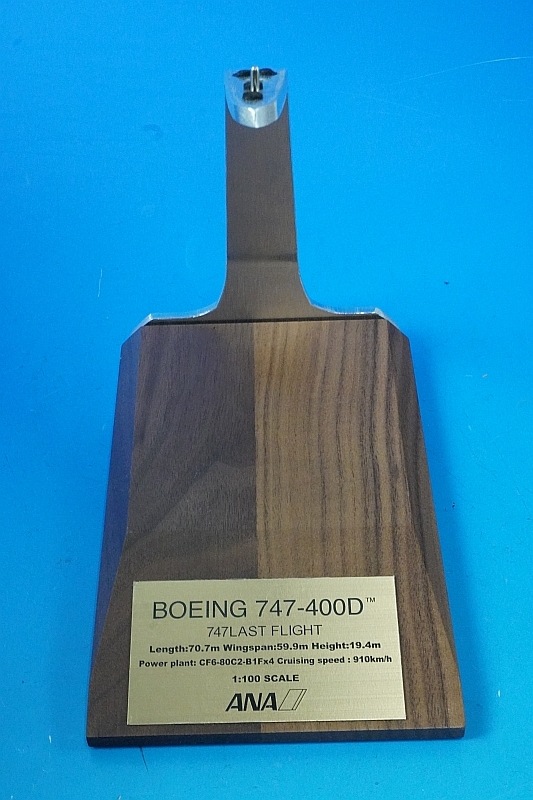 BOEING 747-400D™
747LAST FLIGHT
Length:70.7m Wingspan:59.9m Height:19.4m
Power plant: CF6-80C2-B1Fx4 Cruising speed : 910km/h
1:100 SCALE
ANA